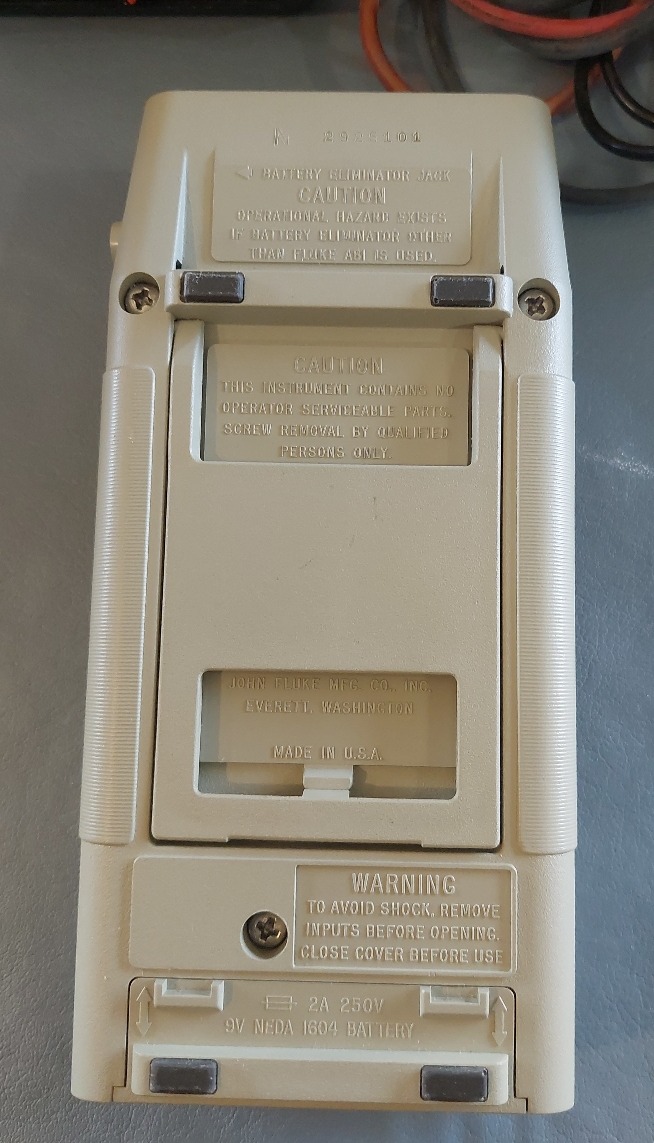 2925101
BATTERY ELIMINATOR JACK
CAUTION
OPERATIONAL HAZARD EXISTS
IF BATTERY ELIMINATOR OTHER
THAN FLUKE A81 IS USED.
CAUTION
THIS INSTRUMENT CONTAINS NO
OPERATOR SERVICEABLE PARTS.
SCREW REMOVAL BY QUALIFIED
PERSONS ONLY.
JOHN FLUKE MFG. CO., INC.
EVERETT, WASHINGTON
MADE IN U.S.A.
WARNING
TO AVOID SHOCK, REMOVE
INPUTS BEFORE OPENING.
CLOSE COVER BEFORE USE
2A 250V
9V NEDA 1604 BATTERY